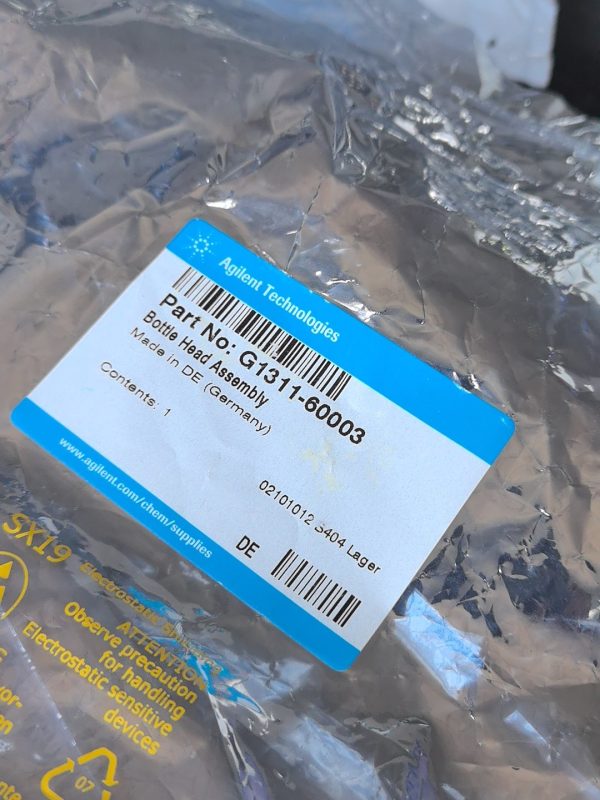 Agilent Technologies
Part No: G1311-60003
Bottle Head Assembly
Made in DE (Germany)
Contents: 1
02101012 S404 Lager
DE
www.agilent.com/chem/supplies
SX19
Electrostatic
ATTENTION
Observe precaution
for handling
Electrostatic sensitive
devices
07